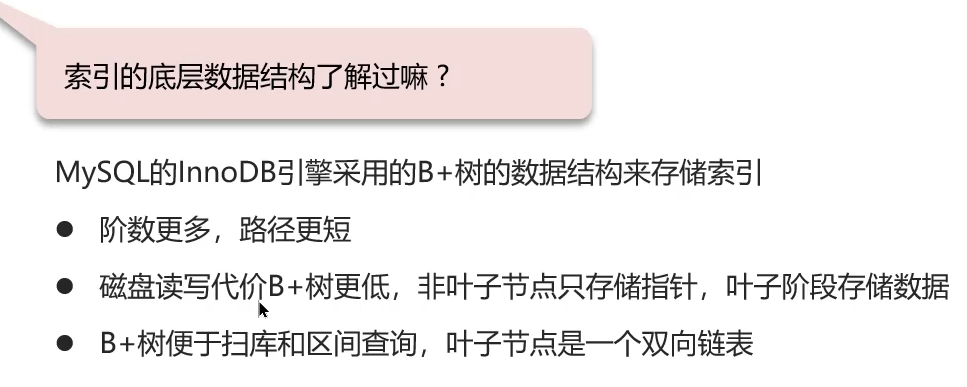 索引的底层数据结构了解过嘛？
MySQL的InnoDB引擎采用的B+树的数据结构来存储索引
● 阶数更多，路径更短
● 磁盘读写代价B+树更低，非叶子节点只存储指针，叶子阶段存储数据
● B+树便于扫库和区间查询，叶子节点是一个双向链表